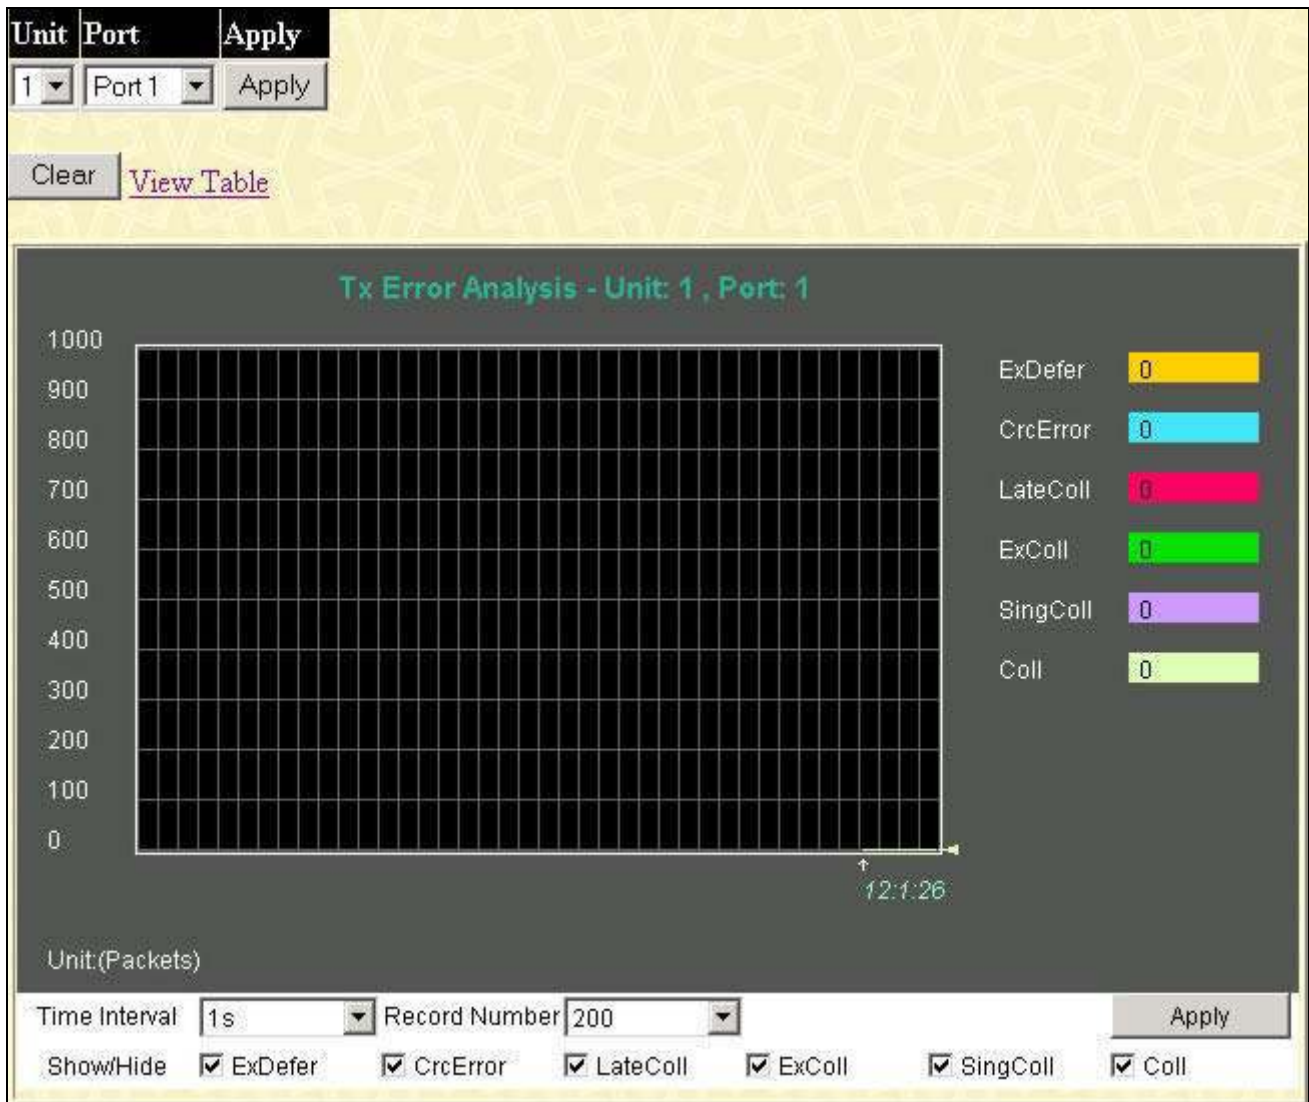 Unit Port Apply
1 Port 1 Apply
Clear View Table
Tx Error Analysis - Unit: 1 , Port: 1
1000
900
800
700
600
500
400
300
200
100
0
ExDefer 0
CrcError 0
LateColl 0
ExColl 0
SingColl 0
Coll 0
12:1:26
Unit:(Packets)
Time Interval 1s Record Number 200 Apply
Show/Hide ExDefer CrcError LateColl ExColl SingColl Coll